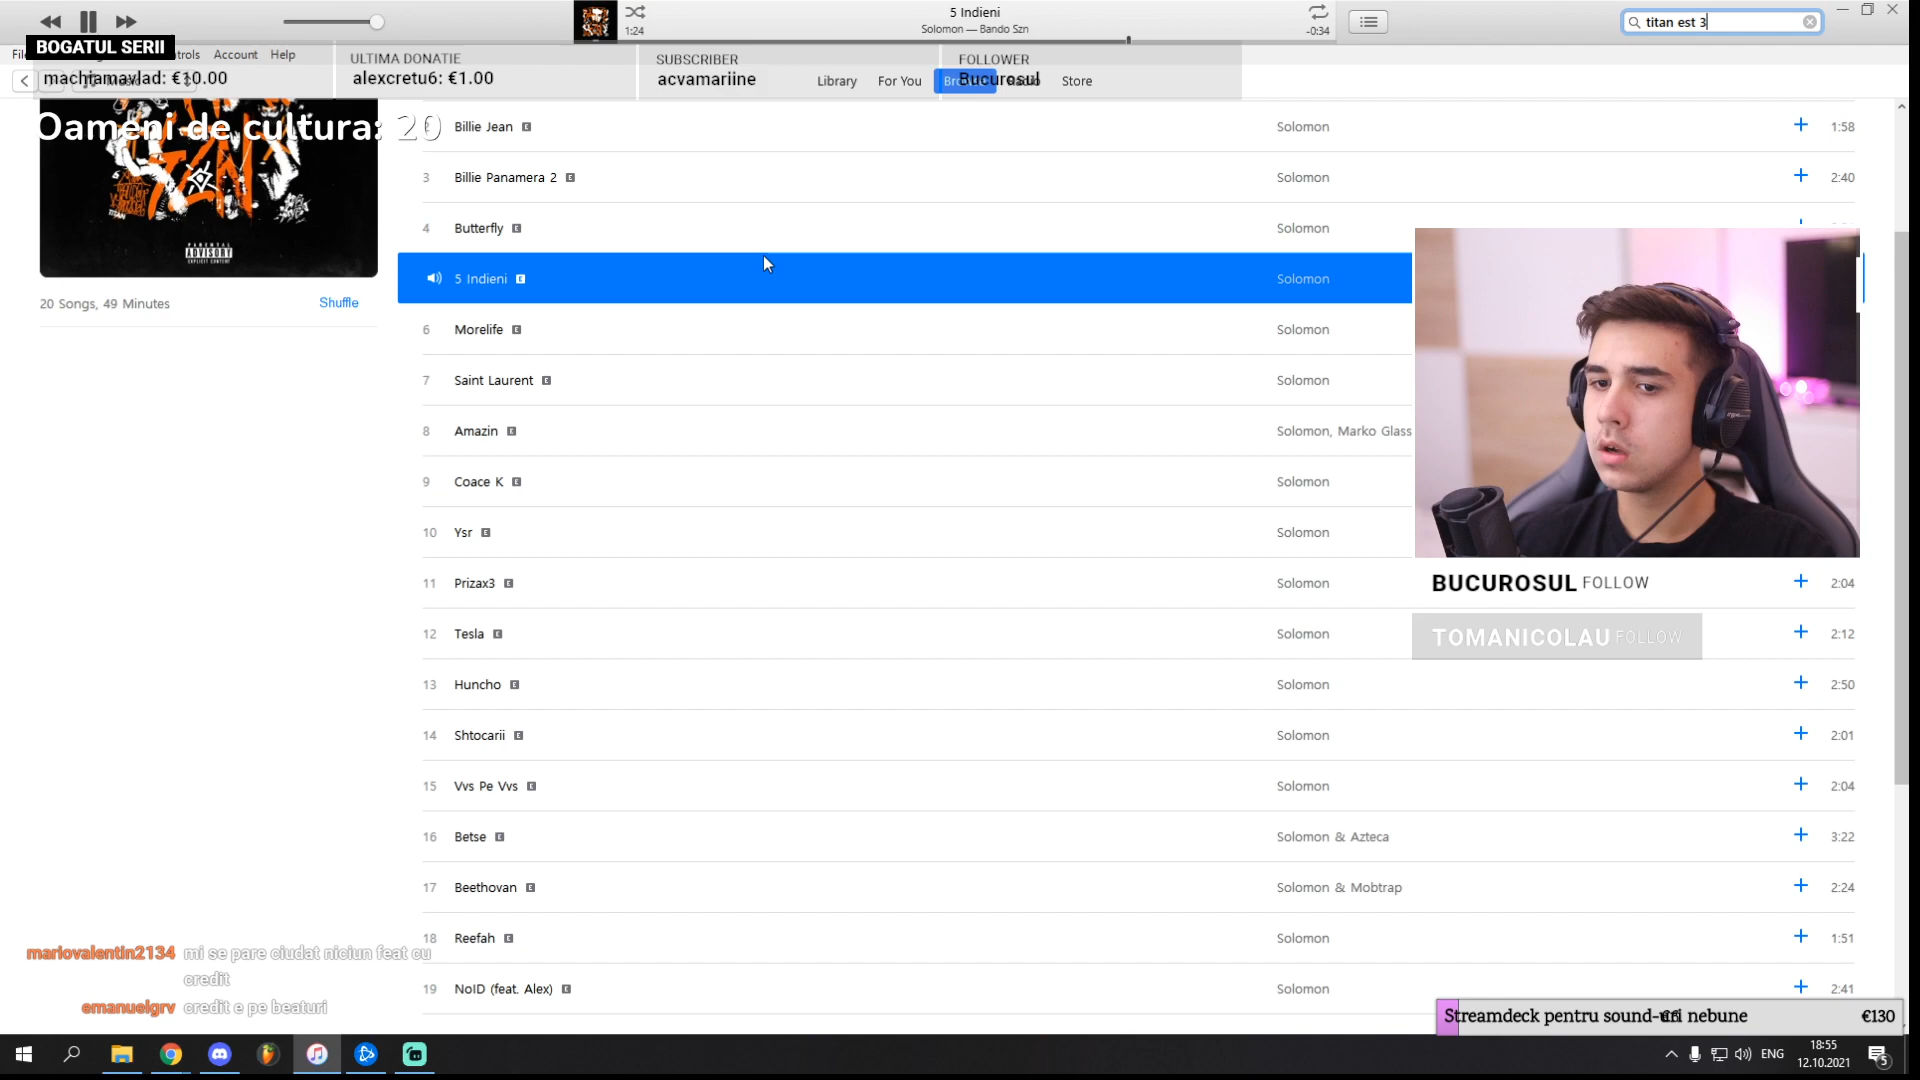 5 Indieni
1:24
Solomon — Bando Szn
-0:34
titan est 3
BOGATUL SERII
Account
Help
ULTIMA DONATIE
SUBSCRIBER
FOLLOWER
machiamavlad: €10.00
alexcretu6: €1.00
acvamariine
Library
For You
Bucurosul
Store
Oameni de cultura: 20
Billie Jean
Solomon
1:58
3
Billie Panamera 2
Solomon
2:40
4
Butterfly
Solomon
5 Indieni
Solomon
20 Songs, 49 Minutes
Shuffle
6
Morelife
Solomon
7
Saint Laurent
Solomon
8
Amazin
Solomon, Marko Glass
9
Coace K
Solomon
10
Ysr
Solomon
11
Prizax3
Solomon
BUCUROSUL FOLLOW
2:04
12
Tesla
Solomon
TOMANICOLAU FOLLOW
2:12
13
Huncho
Solomon
2:50
14
Shtocarii
Solomon
2:01
15
Vvs Pe Vvs
Solomon
2:04
16
Betse
Solomon & Azteca
3:22
17
Beethovan
Solomon & Mobtrap
2:24
18
Reefah
Solomon
1:51
mariovalentin2134 mi se pare ciudat niciun feat cu
credit
19
NoID (feat. Alex)
Solomon
2:41
emanuelgrv credit e pe beaturi
PARENTAL
ADVISORY
EXPLICIT CONTENT
Streamdeck pentru sound-uri nebune
€130
ENG
18:55
12.10.2021
5